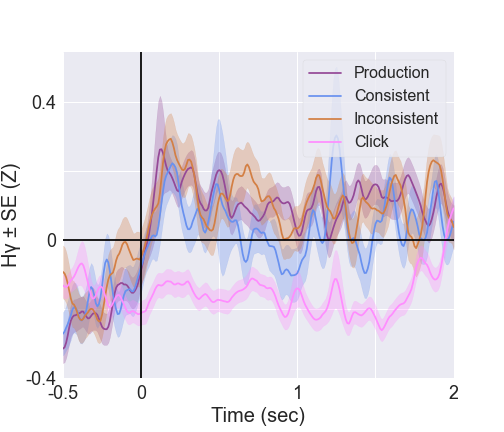 Production
Consistent
Inconsistent
Click
Hγ ± SE (Z)
0.4
0
-0.4
-0.5
0
1
2
Time (sec)